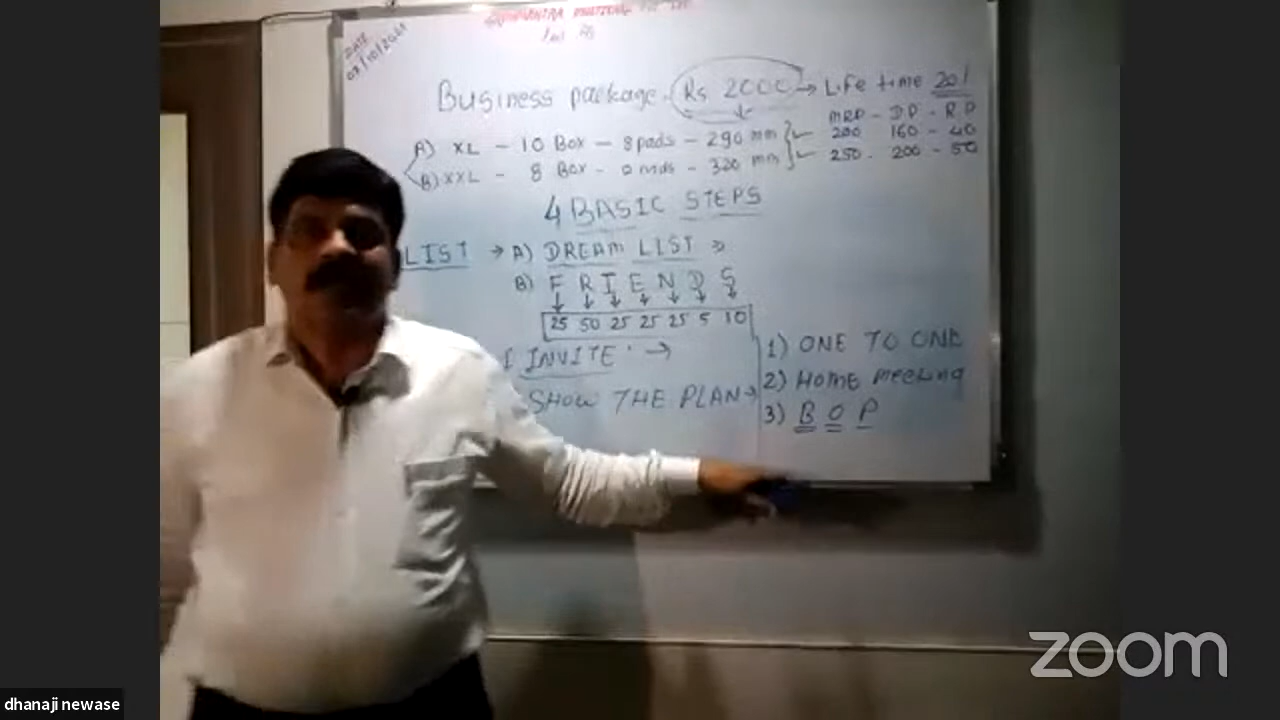 DATE
Business package. Rs 2000 → Life time 20%
MRP - DP - RP
A) XL - 10 Box - 8 pads - 290 mm 200 160 - 40
B) XXL - 8 Box - pads - 320 mm 250 - 200 - 50
4 BASIC STEPS
LIST → A) DREAM LIST »
B) F R I E N D S
25 50 25 25 25 5 10
INVITE →
SHOW THE PLAN →
1) ONE TO ONE
2) HOME MEETING
3) B O P
zoom
dhanaji newase